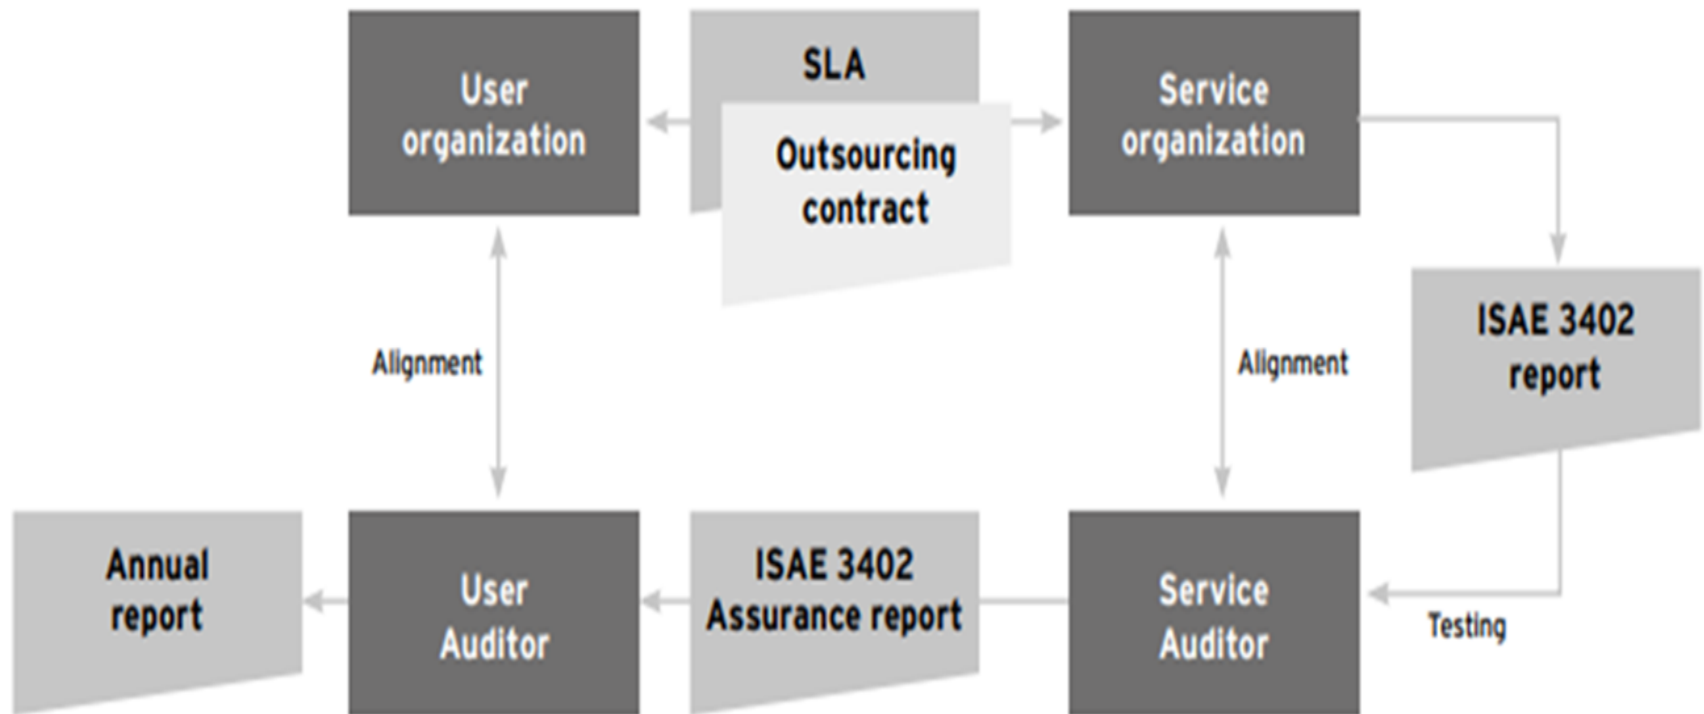 User
organization
SLA
Outsourcing
contract
Service
organization
Alignment
Alignment
ISAE 3402
report
Annual
report
User
Auditor
ISAE 3402
Assurance report
Service
Auditor
Testing